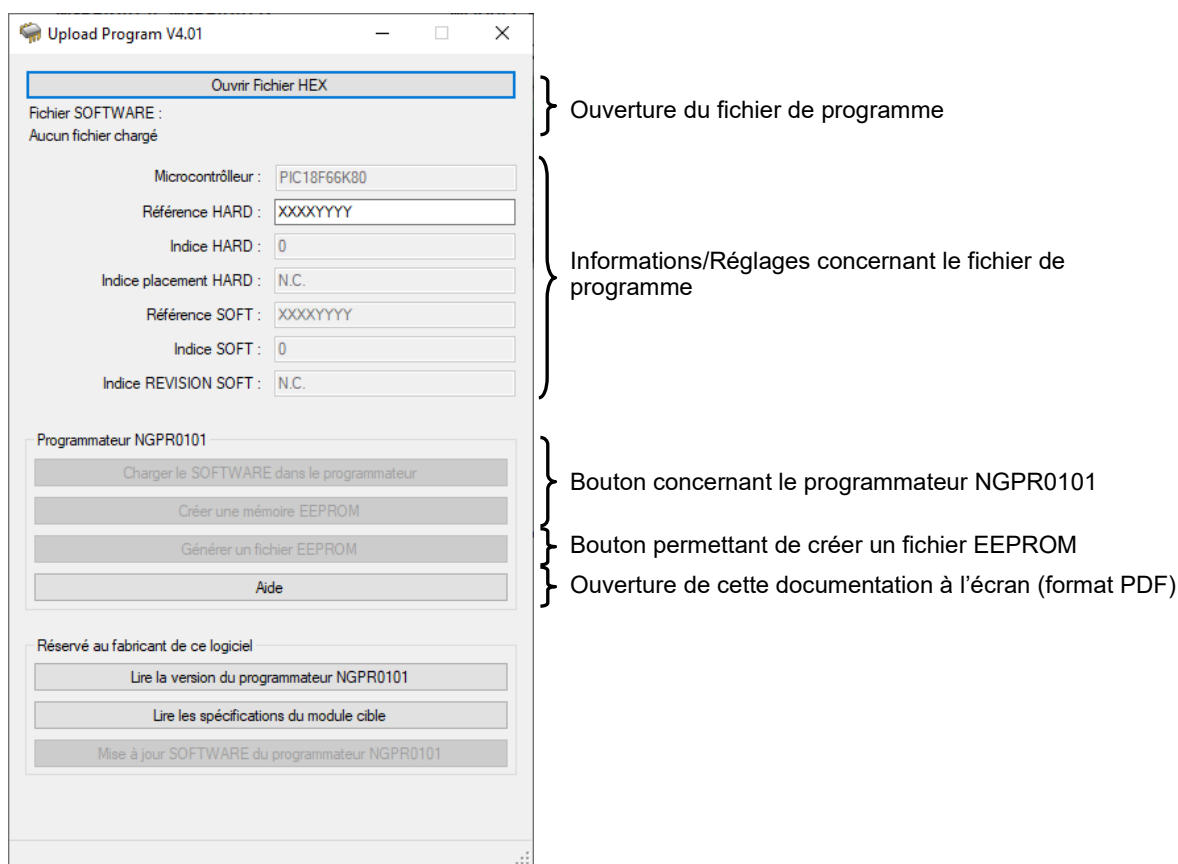 Upload Program V4.01
Ouvrir Fichier HEX
Fichier SOFTWARE :
Aucun fichier chargé
Ouverture du fichier de programme
Microcontrôlleur : PIC18F66K80
Référence HARD : XXXXYYYY
Indice HARD : 0
Indice placement HARD : N.C.
Référence SOFT : XXXXYYYY
Indice SOFT : 0
Indice REVISION SOFT : N.C.
Informations/Réglages concernant le fichier de
programme
Programmateur NGPR0101
Charger le SOFTWARE dans le programmateur
Créer une mémoire EEPROM
Bouton concernant le programmateur NGPR0101
Générer un fichier EEPROM
Bouton permettant de créer un fichier EEPROM
Aide
Ouverture de cette documentation à l’écran (format PDF)
Réservé au fabricant de ce logiciel
Lire la version du programmateur NGPR0101
Lire les spécifications du module cible
Mise à jour SOFTWARE du programmateur NGPR0101